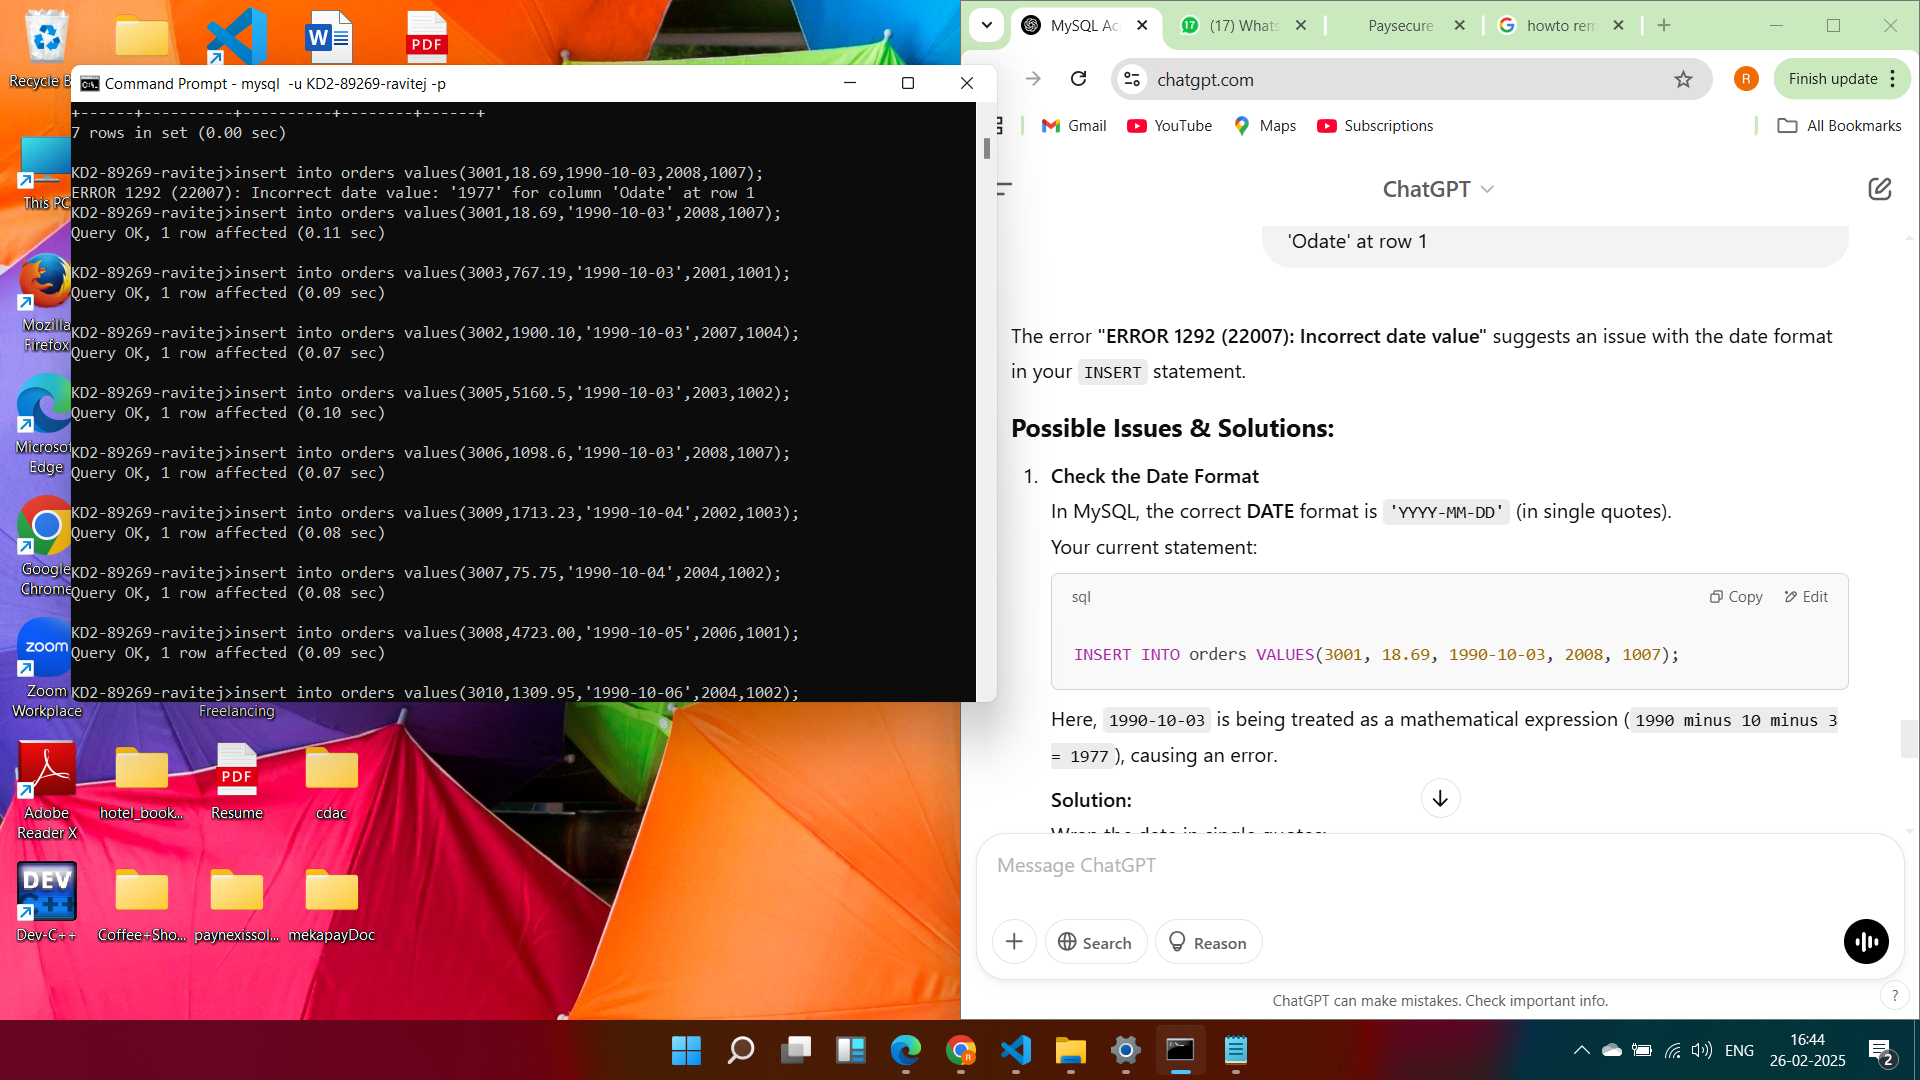 Recycle B
This PC
Mozilla
Firefox
Microsof
Edge
Google
Chrome
zoom
Zoom
Workplace
Freelancing
Adobe
Reader X
hotel_book...
PDF
Resume
cdac
DEV
C++
Dev-C++
Coffee+Sho...
paynexissol...
mekapayDoc
W
PDF
Command Prompt - mysql  -u KD2-89269-ravitej -p
+------+----------+----------+--------+------+
7 rows in set (0.00 sec)
KD2-89269-ravitej>insert into orders values(3001,18.69,1990-10-03,2008,1007);
ERROR 1292 (22007): Incorrect date value: '1977' for column 'Odate' at row 1
KD2-89269-ravitej>insert into orders values(3001,18.69,'1990-10-03',2008,1007);
Query OK, 1 row affected (0.11 sec)
KD2-89269-ravitej>insert into orders values(3003,767.19,'1990-10-03',2001,1001);
Query OK, 1 row affected (0.09 sec)
KD2-89269-ravitej>insert into orders values(3002,1900.10,'1990-10-03',2007,1004);
Query OK, 1 row affected (0.07 sec)
KD2-89269-ravitej>insert into orders values(3005,5160.5,'1990-10-03',2003,1002);
Query OK, 1 row affected (0.10 sec)
KD2-89269-ravitej>insert into orders values(3006,1098.6,'1990-10-03',2008,1007);
Query OK, 1 row affected (0.07 sec)
KD2-89269-ravitej>insert into orders values(3009,1713.23,'1990-10-04',2002,1003);
Query OK, 1 row affected (0.08 sec)
KD2-89269-ravitej>insert into orders values(3007,75.75,'1990-10-04',2004,1002);
Query OK, 1 row affected (0.08 sec)
KD2-89269-ravitej>insert into orders values(3008,4723.00,'1990-10-05',2006,1001);
Query OK, 1 row affected (0.09 sec)
KD2-89269-ravitej>insert into orders values(3010,1309.95,'1990-10-06',2004,1002);
MySQL Ac
17
(17) Whats
Paysecure
howto rem
chatgpt.com
R
Finish update
Gmail
YouTube
Maps
Subscriptions
All Bookmarks
ChatGPT
'Odate' at row 1
The error "ERROR 1292 (22007): Incorrect date value" suggests an issue with the date format
in your INSERT statement.
Possible Issues & Solutions:
1. Check the Date Format
In MySQL, the correct DATE format is 'YYYY-MM-DD' (in single quotes).
Your current statement:
sql
Copy
Edit
INSERT INTO orders VALUES(3001, 18.69, 1990-10-03, 2008, 1007);
Here, 1990-10-03 is being treated as a mathematical expression (1990 minus 10 minus 3
= 1977), causing an error.
Solution:
Wrap the date in single quotes:
Message ChatGPT
Search
Reason
ChatGPT can make mistakes. Check important info.
?
R
ENG
16:44
26-02-2025
2